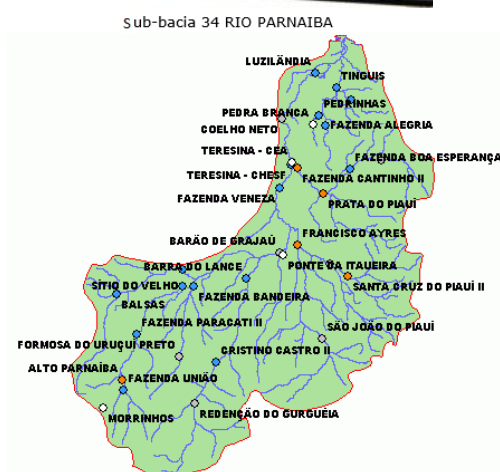 Sub-bacia 34 RIO PARNAIBA
LUZILÂNDIA
TINGUIS
PEDRINHAS
PEDRA BRANCA
FAZENDA ALEGRIA
COELHO NETO
TERESINA - CEA
FAZENDA BOA ESPERANÇA
TERESINA - CHESF
FAZENDA CANTINHO II
FAZENDA VENEZA
PRATA DO PIAUÍ
FRANCISCO AYRES
BARÃO DE GRAJAÚ
PONTE DA ITAUEIRA
BARRA DO LANCE
SÍTIO DO VELHO
SANTA CRUZ DO PIAUÍ II
FAZENDA BANDEIRA
BALSAS
FAZENDA PARACATI II
SÃO JOÃO DO PIAUÍ
FORMOSA DO URUÇUÍ PRETO
CRISTINO CASTRO II
ALTO PARNAÍBA
FAZENDA UNIÃO
MORRINHOS
REDENÇÃO DO GURGUÉIA